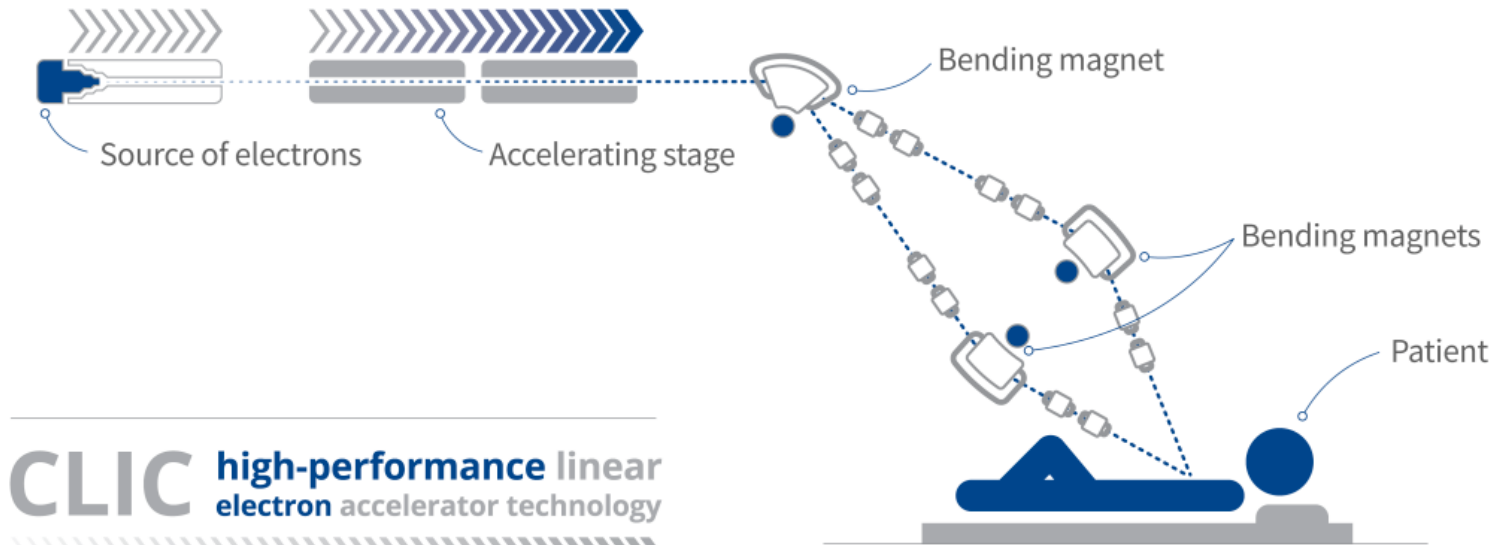 Bending magnet
Source of electrons
Accelerating stage
Bending magnets
Patient
CLIC high-performance linear
electron accelerator technology